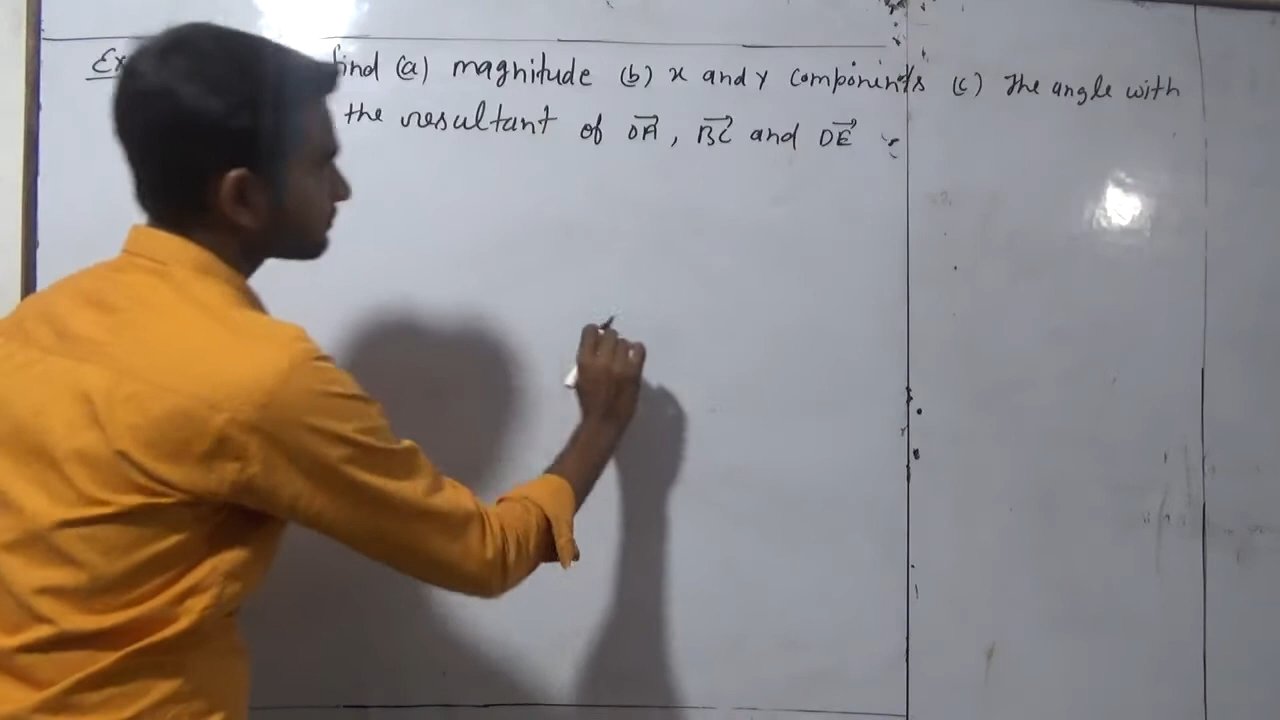 find (a) magnitude (b) x and y components (c) The angle with
the resultant of OA, BC and DE